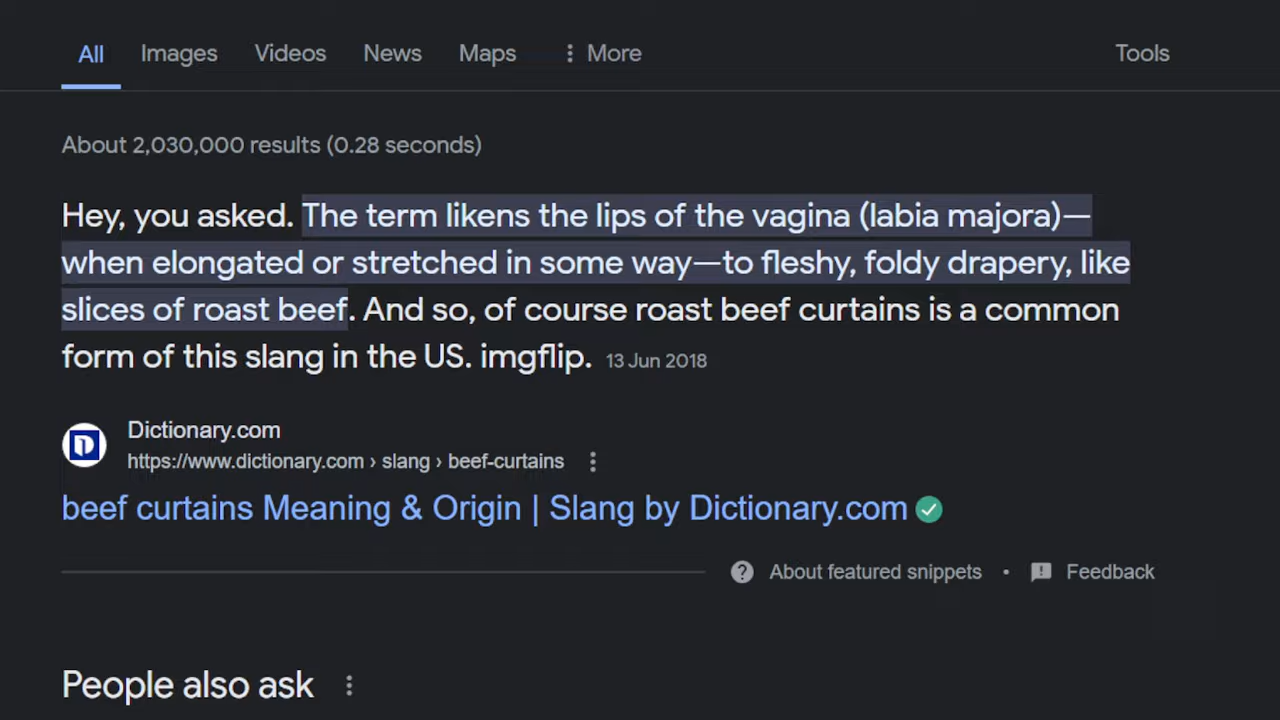 All Images Videos News Maps More Tools
About 2,030,000 results (0.28 seconds)
Hey, you asked. The term likens the lips of the vagina (labia majora)—
when elongated or stretched in some way—to fleshy, foldy drapery, like
slices of roast beef. And so, of course roast beef curtains is a common
form of this slang in the US. imgflip. 13 Jun 2018
Dictionary.com
https://www.dictionary.com › slang › beef-curtains
beef curtains Meaning & Origin | Slang by Dictionary.com
About featured snippets • Feedback
People also ask